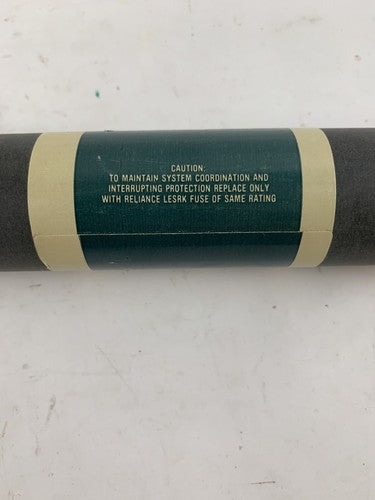 CAUTION:
TO MAINTAIN SYSTEM COORDINATION AND
INTERRUPTING PROTECTION REPLACE ONLY
WITH RELIANCE LESRK FUSE OF SAME RATING